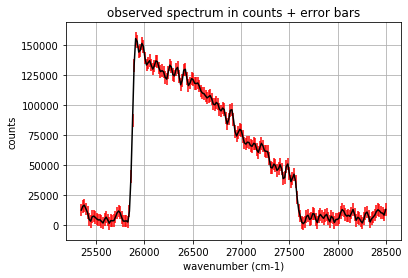 observed spectrum in counts + error bars
counts
150000
125000
100000
75000
50000
25000
0
25500 26000 26500 27000 27500 28000 28500
wavenumber (cm-1)